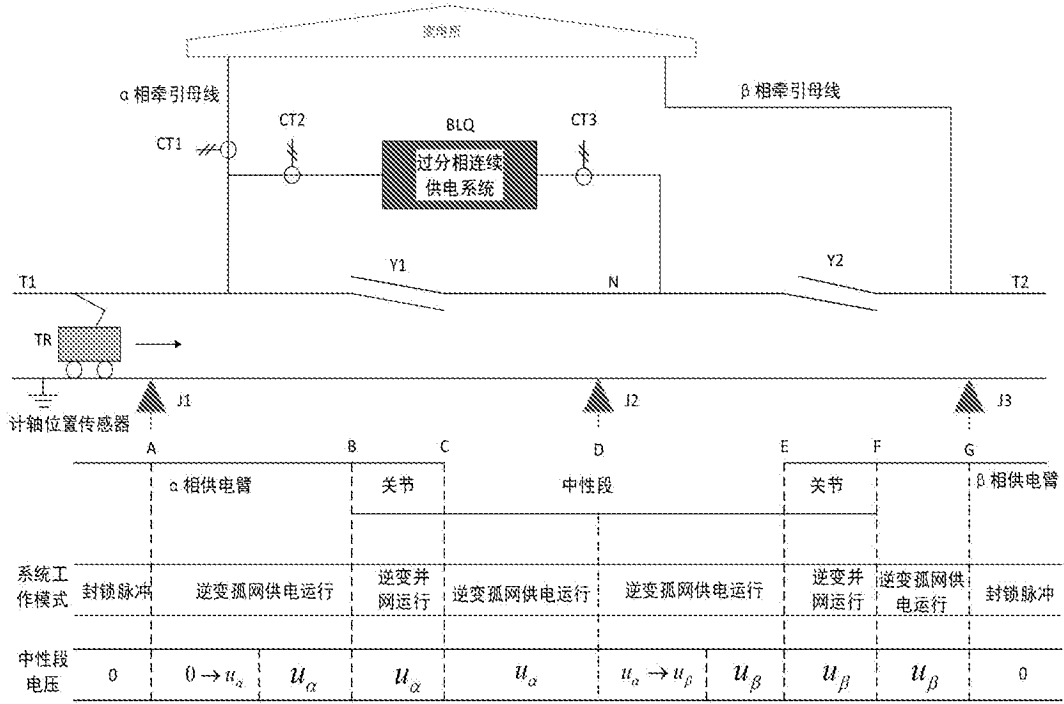 α相牵引母线
β相牵引母线
CT1
CT2
BLQ
CT3
过分相连续
供电系统
T1
Y1
N
Y2
T2
TR
J1
J2
J3
计轴位置传感器
A
B
C
D
E
F
G
α相供电臂
关节
中性段
关节
β相供电臂
系统工
作模式
封锁脉冲
逆变孤网供电运行
逆变并
网运行
逆变孤网供电运行
逆变孤网供电运行
逆变并
网运行
逆变孤网供
电运行
封锁脉冲
中性段
电压
0
0→uα
uα
uα
uα
uα→uβ
uβ
uβ
uβ
0